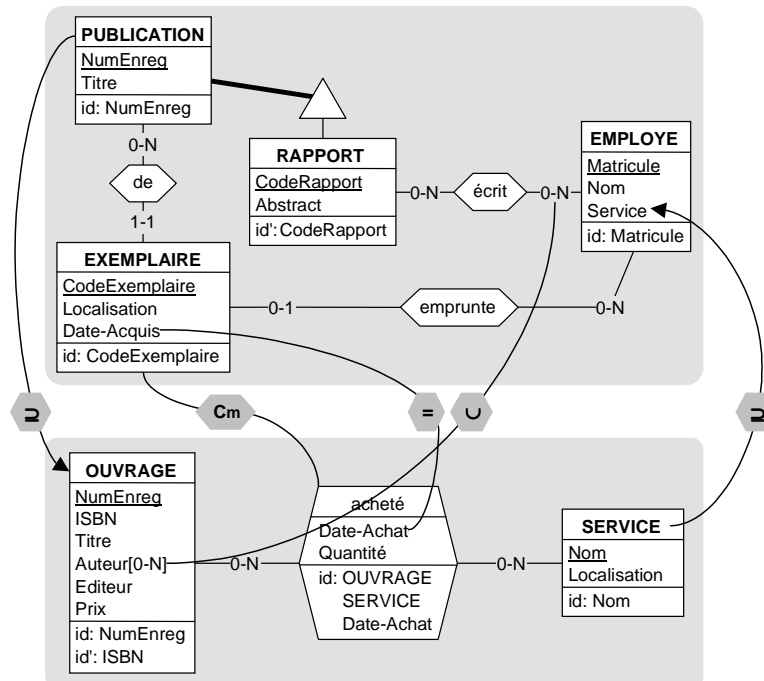 PUBLICATION
NumEnreg
Titre
id: NumEnreg
RAPPORT
CodeRapport
Abstract
id': CodeRapport
EMPLOYE
Matricule
Nom
Service
id: Matricule
0-N
de
1-1
0-N
écrit
0-N
EXEMPLAIRE
CodeExemplaire
Localisation
Date-Acquis
id: CodeExemplaire
0-1
emprunte
0-N
⊆
Cm
=
⊂
⊆
OUVRAGE
NumEnreg
ISBN
Titre
Auteur[0-N]
Editeur
Prix
id: NumEnreg
id': ISBN
0-N
acheté
Date-Achat
Quantité
id: OUVRAGE
SERVICE
Date-Achat
0-N
SERVICE
Nom
Localisation
id: Nom